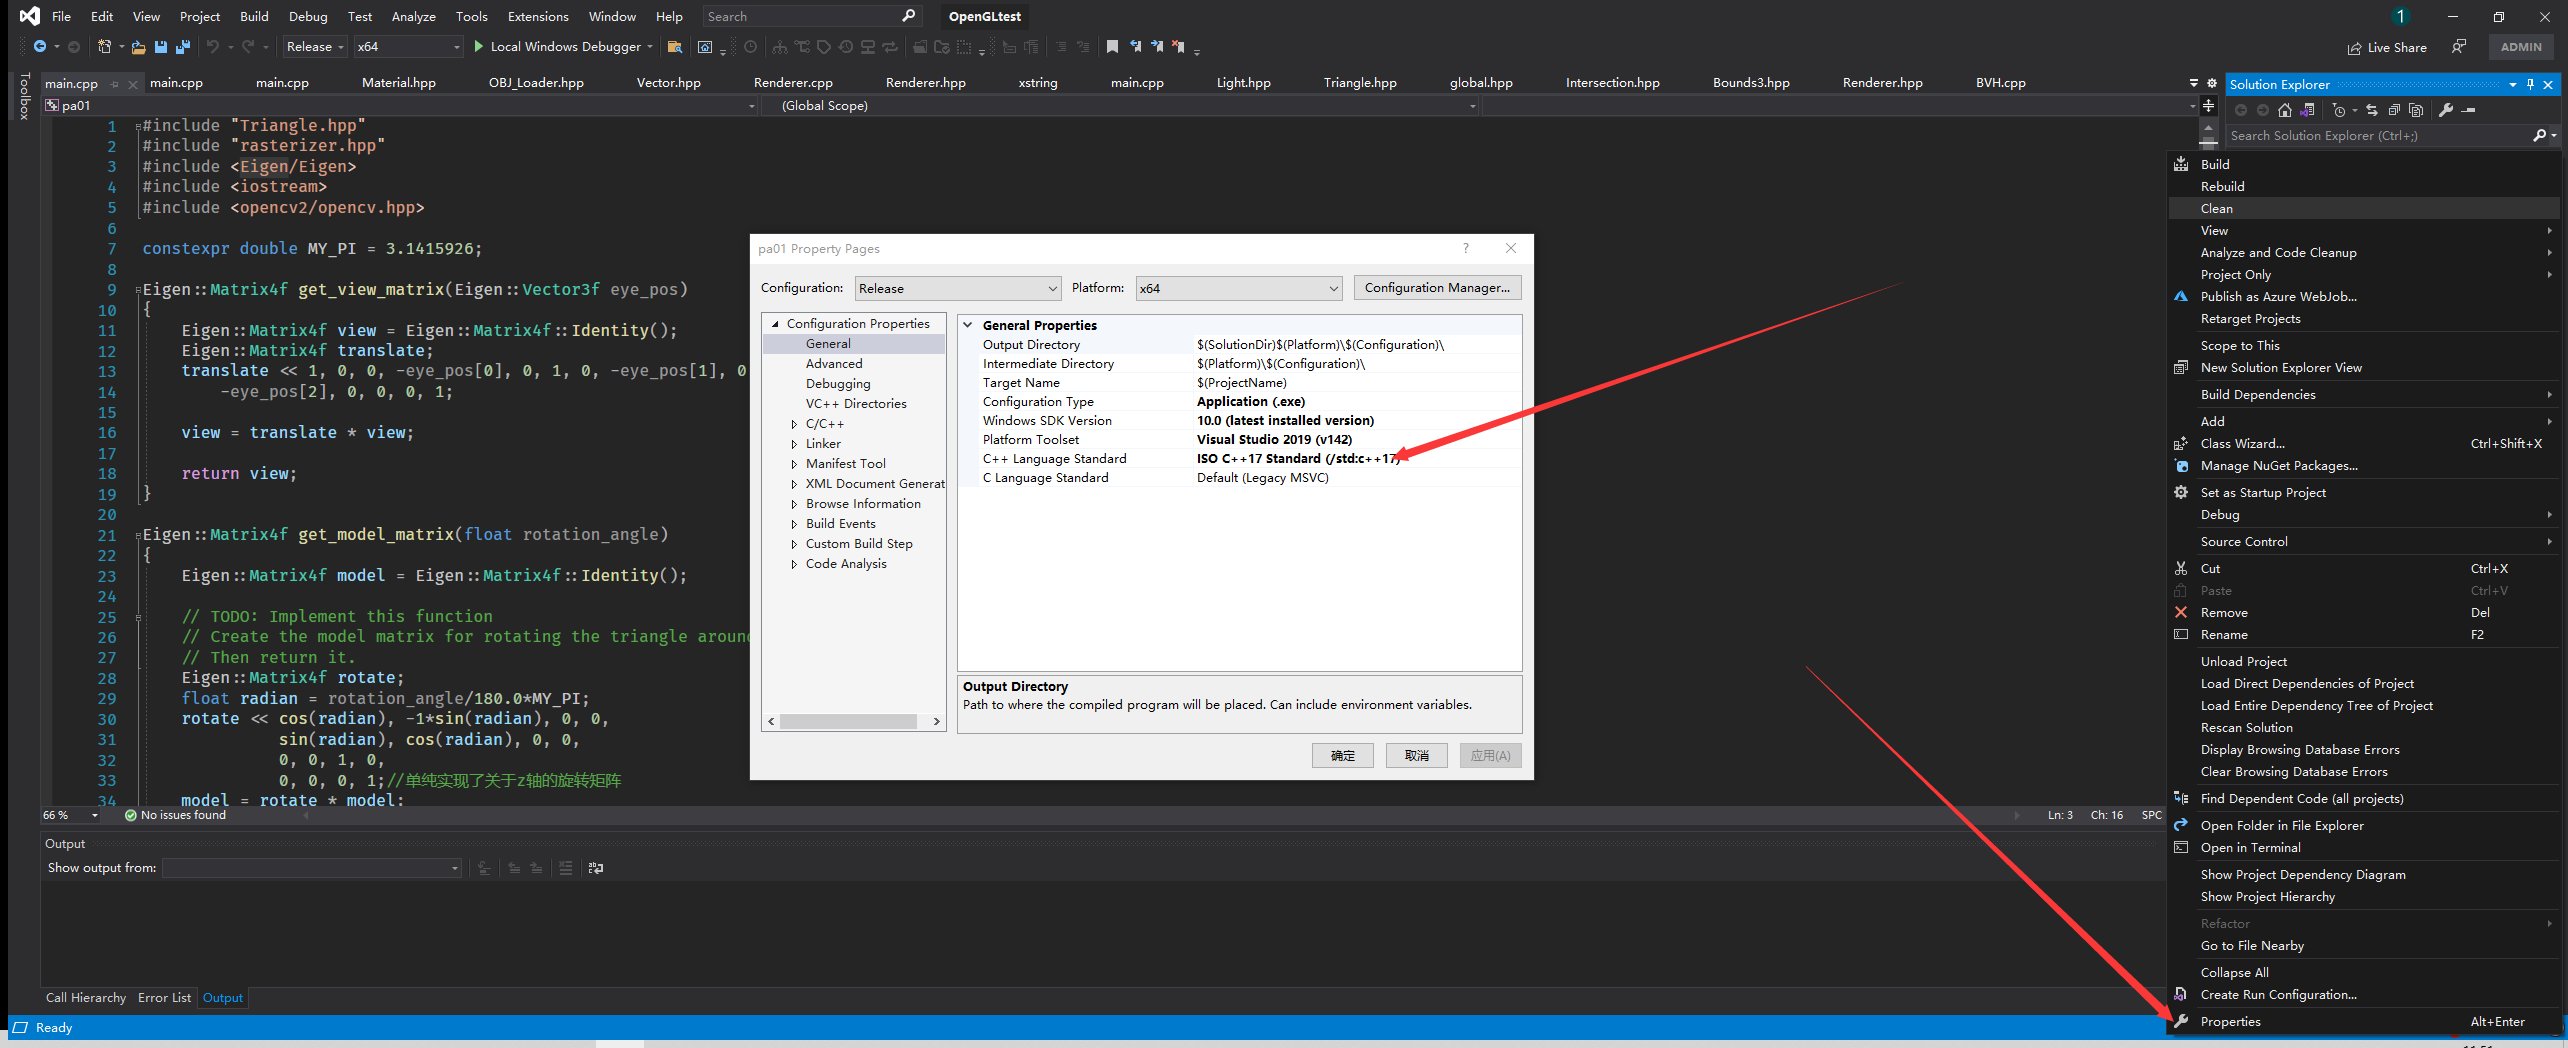 File Edit View Project Build Debug Test Analyze Tools Extensions Window Help Search OpenGLtest 1
Release x64 Local Windows Debugger Live Share ADMIN
Toolbox
main.cpp main.cpp main.cpp Material.hpp OBJ_Loader.hpp Vector.hpp Renderer.cpp Renderer.hpp xstring main.cpp Light.hpp Triangle.hpp global.hpp Intersection.hpp Bounds3.hpp Renderer.hpp BVH.cpp
pa01 (Global Scope)
1 #include "Triangle.hpp"
2 #include "rasterizer.hpp"
3 #include <Eigen/Eigen>
4 #include <iostream>
5 #include <opencv2/opencv.hpp>
6
7 constexpr double MY_PI = 3.1415926;
8
9 Eigen::Matrix4f get_view_matrix(Eigen::Vector3f eye_pos)
10 {
11 Eigen::Matrix4f view = Eigen::Matrix4f::Identity();
12 Eigen::Matrix4f translate;
13 translate << 1, 0, 0, -eye_pos[0], 0, 1, 0, -eye_pos[1], 0
14 -eye_pos[2], 0, 0, 0, 1;
15
16 view = translate * view;
17
18 return view;
19 }
20
21 Eigen::Matrix4f get_model_matrix(float rotation_angle)
22 {
23 Eigen::Matrix4f model = Eigen::Matrix4f::Identity();
24
25 // TODO: Implement this function
26 // Create the model matrix for rotating the triangle aroun
27 // Then return it.
28 Eigen::Matrix4f rotate;
29 float radian = rotation_angle/180.0*MY_PI;
30 rotate << cos(radian), -1*sin(radian), 0, 0,
31 sin(radian), cos(radian), 0, 0,
32 0, 0, 1, 0,
33 0, 0, 0, 1;//单纯实现了关于z轴的旋转矩阵
34 model = rotate * model;
66 % No issues found Ln: 3 Ch: 16 SPC
Output
Show output from:
Call Hierarchy Error List Output
Ready
pa01 Property Pages ?
Configuration: Release Platform: x64 Configuration Manager...
Configuration Properties
General
Advanced
Debugging
VC++ Directories
C/C++
Linker
Manifest Tool
XML Document Generat
Browse Information
Build Events
Custom Build Step
Code Analysis
General Properties
Output Directory $(SolutionDir)$(Platform)\$(Configuration)\
Intermediate Directory $(Platform)\$(Configuration)\
Target Name $(ProjectName)
Configuration Type Application (.exe)
Windows SDK Version 10.0 (latest installed version)
Platform Toolset Visual Studio 2019 (v142)
C++ Language Standard ISO C++17 Standard (/std:c++17)
C Language Standard Default (Legacy MSVC)
Output Directory
Path to where the compiled program will be placed. Can include environment variables.
确定 取消 应用(A)
Solution Explorer
Search Solution Explorer (Ctrl+;)
Build
Rebuild
Clean
View
Analyze and Code Cleanup
Project Only
Publish as Azure WebJob...
Retarget Projects
Scope to This
New Solution Explorer View
Build Dependencies
Add
Class Wizard... Ctrl+Shift+X
Manage NuGet Packages...
Set as Startup Project
Debug
Source Control
Cut Ctrl+X
Paste Ctrl+V
Remove Del
Rename F2
Unload Project
Load Direct Dependencies of Project
Load Entire Dependency Tree of Project
Rescan Solution
Display Browsing Database Errors
Clear Browsing Database Errors
Find Dependent Code (all projects)
Open Folder in File Explorer
Open in Terminal
Show Project Dependency Diagram
Show Project Hierarchy
Refactor
Go to File Nearby
Collapse All
Create Run Configuration...
Properties Alt+Enter